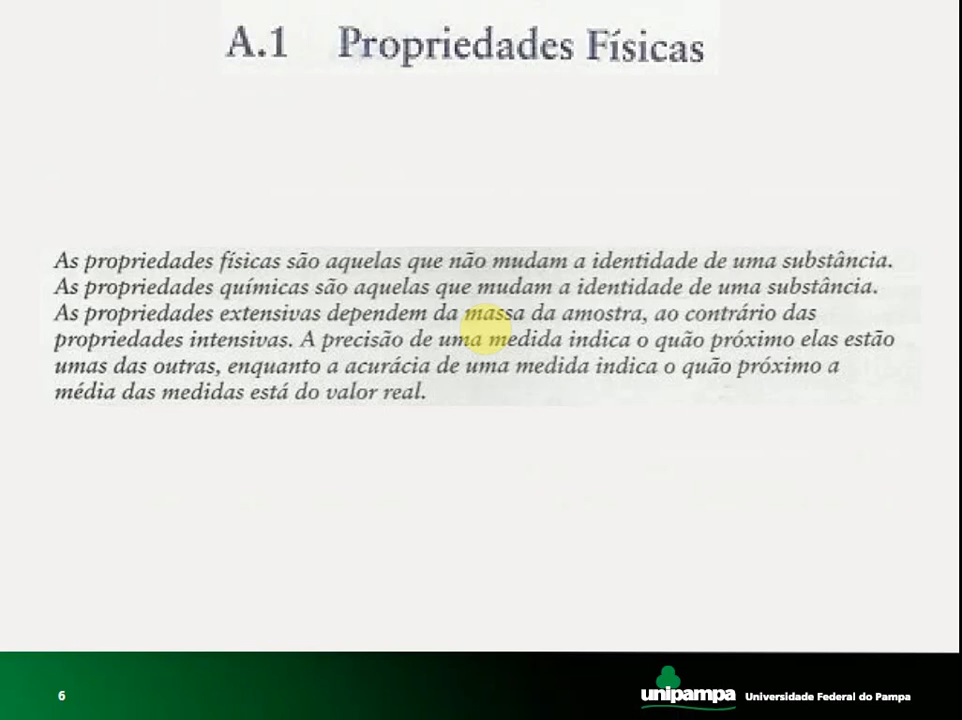 A.1 Propriedades Físicas
As propriedades físicas são aquelas que não mudam a identidade de uma substância.
As propriedades químicas são aquelas que mudam a identidade de uma substância.
As propriedades extensivas dependem da massa da amostra, ao contrário das
propriedades intensivas. A precisão de uma medida indica o quão próximo elas estão
umas das outras, enquanto a acurácia de uma medida indica o quão próximo a
média das medidas está do valor real.
6
unipampa Universidade Federal do Pampa